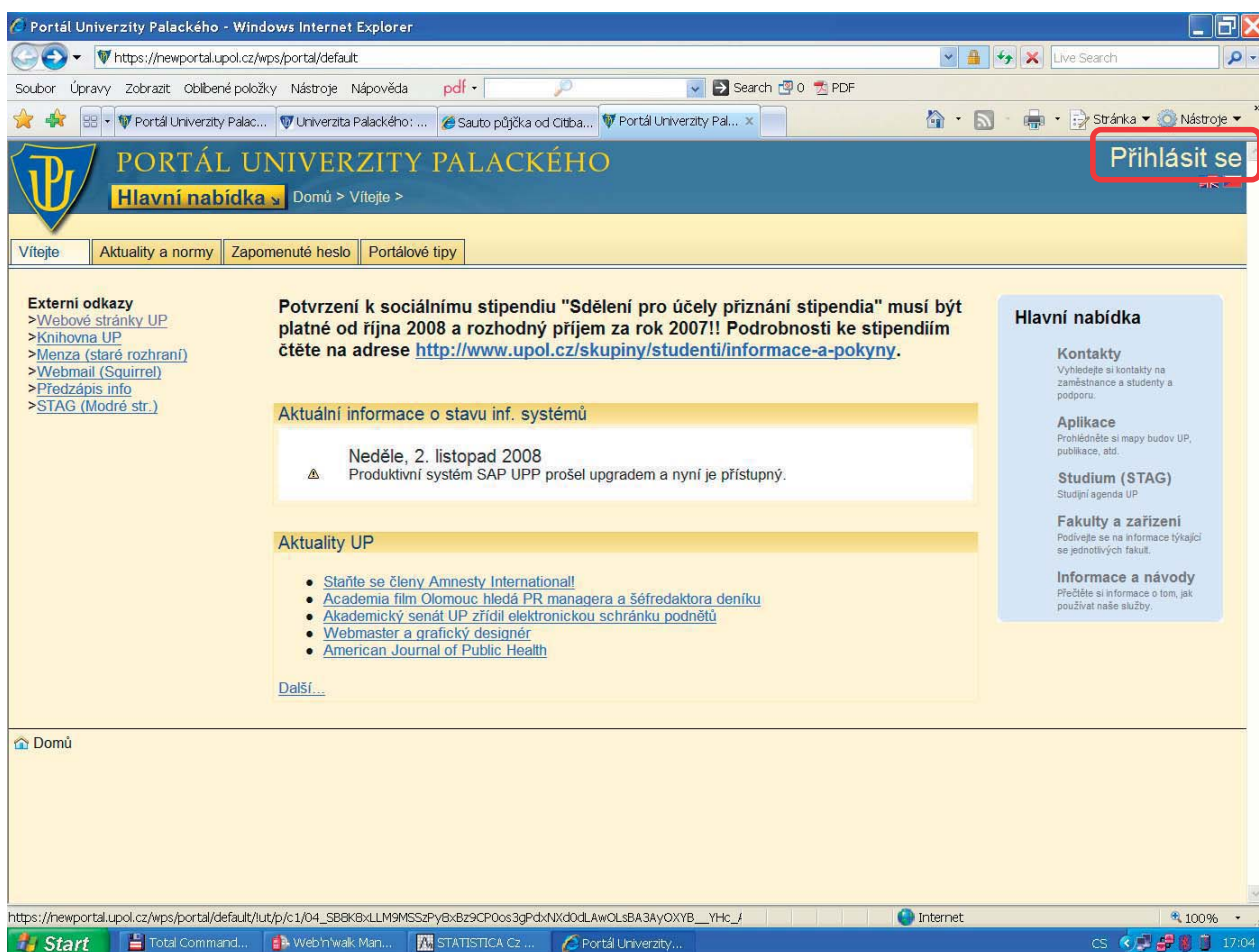 Portál Univerzity Palackého - Windows Internet Explorer
https://newportal.upol.cz/wps/portal/default
Live Search
Soubor Úpravy Zobrazit Oblíbené položky Nástroje Nápověda pdf Search 0 PDF
Portál Univerzity Palac... Univerzita Palackého: ... Sauto půjčka od Citiba... Portál Univerzity Pal... x Stránka Nástroje
PORTÁL UNIVERZITY PALACKÉHO
Přihlásit se
Hlavní nabídka Domů > Vítejte >
Vítejte Aktuality a normy Zapomenuté heslo Portálové tipy
Externi odkazy
>Webové stránky UP
>Knihovna UP
>Menza (staré rozhraní)
>Webmail (Squirrel)
>Předzápis info
>STAG (Modré str.)
Potvrzení k sociálnímu stipendiu "Sdělení pro účely přiznání stipendia" musí být
platné od října 2008 a rozhodný příjem za rok 2007!! Podrobnosti ke stipendiím
čtěte na adrese http://www.upol.cz/skupiny/studenti/informace-a-pokyny.
Aktuální informace o stavu inf. systémů
Neděle, 2. listopad 2008
Produktivní systém SAP UPP prošel upgradem a nyní je přístupný.
Aktuality UP
Staňte se členy Amnesty International!
Academia film Olomouc hledá PR managera a šéfredaktora deníku
Akademický senát UP zřídil elektronickou schránku podnětů
Webmaster a grafický designér
American Journal of Public Health
Další...
Hlavní nabídka
Kontakty
Vyhledejte si kontakty na
zaměstnance a studenty a
podporu.
Aplikace
Prohlédněte si mapy budov UP,
publikace, atd.
Studium (STAG)
Studijní agenda UP
Fakulty a zařízení
Podívejte se na informace týkající
se jednotlivých fakult.
Informace a návody
Přečtěte si informace o tom, jak
používat naše služby.
Domů
Internet 100%
Start Total Command... Web'n'walk Man... STATISTICA Cz ... Portál Univerzity... CS 17:04